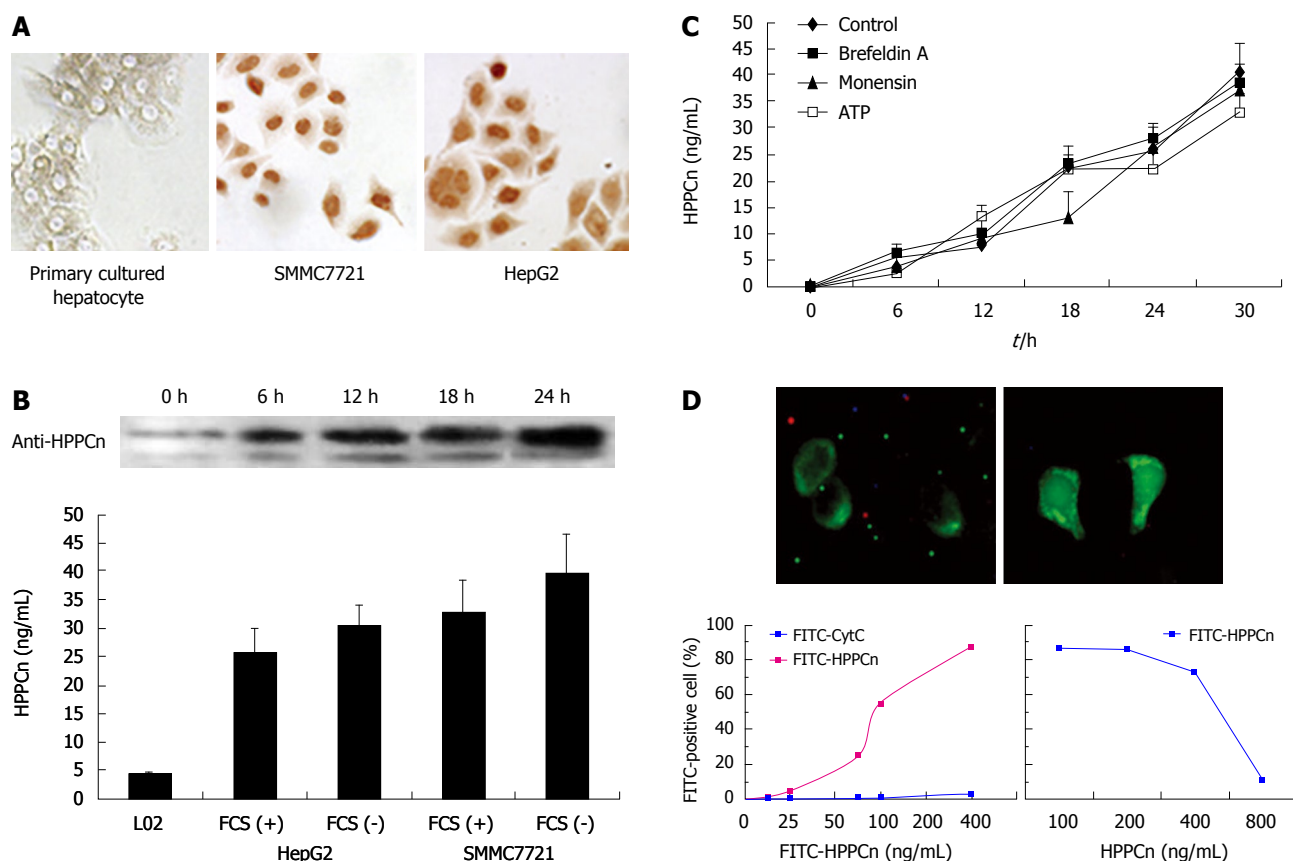 A
Primary cultured
hepatocyte
SMMC7721
HepG2
B
0 h 6 h 12 h 18 h 24 h
Anti-HPPCn
HPPCn (ng/mL)
50
45
40
35
30
25
20
15
10
5
0
L02 FCS (+) FCS (-) FCS (+) FCS (-)
HepG2 SMMC7721
C
Control
Brefeldin A
Monensin
ATP
HPPCn (ng/mL)
50
45
40
35
30
25
20
15
10
5
0
0 6 12 18 24 30
t/h
D
FITC-positive cell (%)
100
80
60
40
20
0
FITC-CytC
FITC-HPPCn
0 25 100 200 400
FITC-HPPCn (ng/mL)
FITC-HPPCn
100 200 400 800
HPPCn (ng/mL)